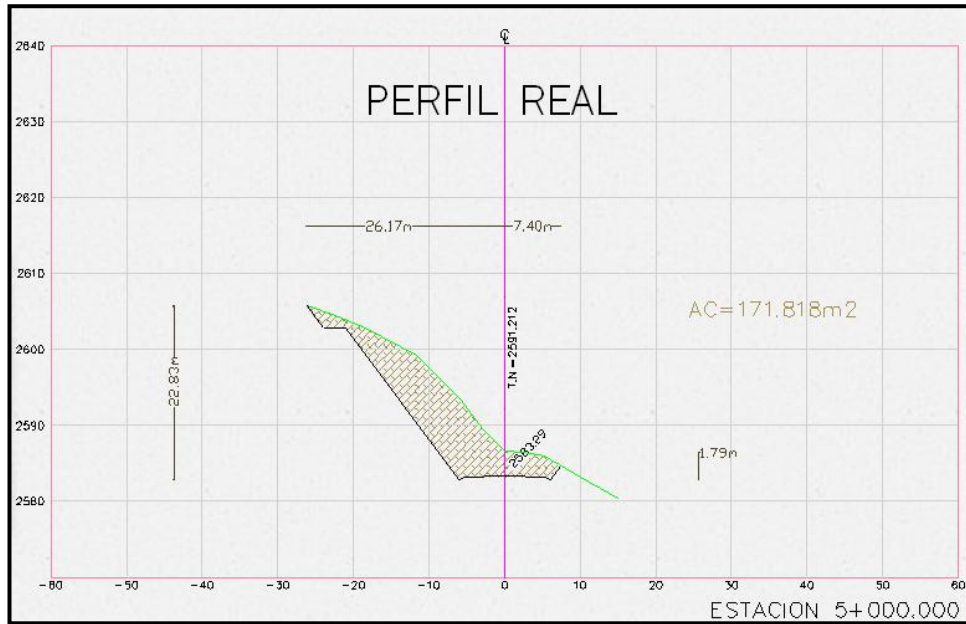 ℄
2640
PERFIL REAL
2630
2620
26.17m 7.40m
2610
AC=171.818m2
2600
T.N = 2591.212
22.83m
2590
2583.29
1.79m
2580
-60 -50 -40 -30 -20 -10 0 10 20 30 40 50 60
ESTACION 5+000.000